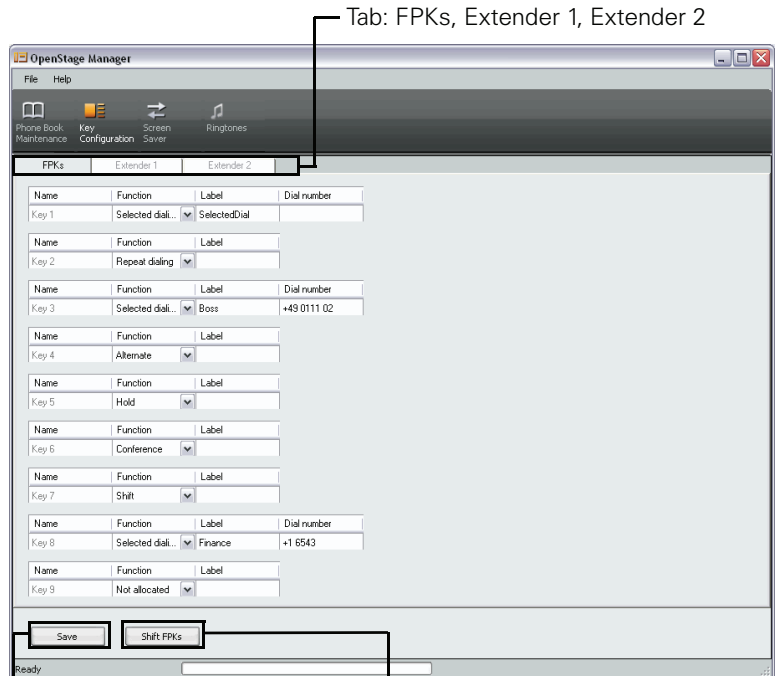 Tab: FPKs, Extender 1, Extender 2
OpenStage Manager
File Help
Phone Book Maintenance
Key Configuration
Screen Saver
Ringtones
FPKs Extender 1 Extender 2
Name Function Label Dial number
Key 1 Selected diali... SelectedDial
Name Function Label
Key 2 Repeat dialing
Name Function Label Dial number
Key 3 Selected diali... Boss +49 0111 02
Name Function Label
Key 4 Alternate
Name Function Label
Key 5 Hold
Name Function Label
Key 6 Conference
Name Function Label
Key 7 Shift
Name Function Label Dial number
Key 8 Selected diali... Finance +1 6543
Name Function Label
Key 9 Not allocated
Save Shift FPKs
Ready